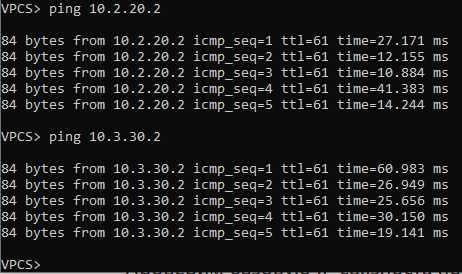 VPCS> ping 10.2.20.2
84 bytes from 10.2.20.2 icmp_seq=1 ttl=61 time=27.171 ms
84 bytes from 10.2.20.2 icmp_seq=2 ttl=61 time=12.155 ms
84 bytes from 10.2.20.2 icmp_seq=3 ttl=61 time=10.884 ms
84 bytes from 10.2.20.2 icmp_seq=4 ttl=61 time=41.383 ms
84 bytes from 10.2.20.2 icmp_seq=5 ttl=61 time=14.244 ms
VPCS> ping 10.3.30.2
84 bytes from 10.3.30.2 icmp_seq=1 ttl=61 time=60.983 ms
84 bytes from 10.3.30.2 icmp_seq=2 ttl=61 time=26.949 ms
84 bytes from 10.3.30.2 icmp_seq=3 ttl=61 time=25.656 ms
84 bytes from 10.3.30.2 icmp_seq=4 ttl=61 time=30.150 ms
84 bytes from 10.3.30.2 icmp_seq=5 ttl=61 time=19.141 ms
VPCS>